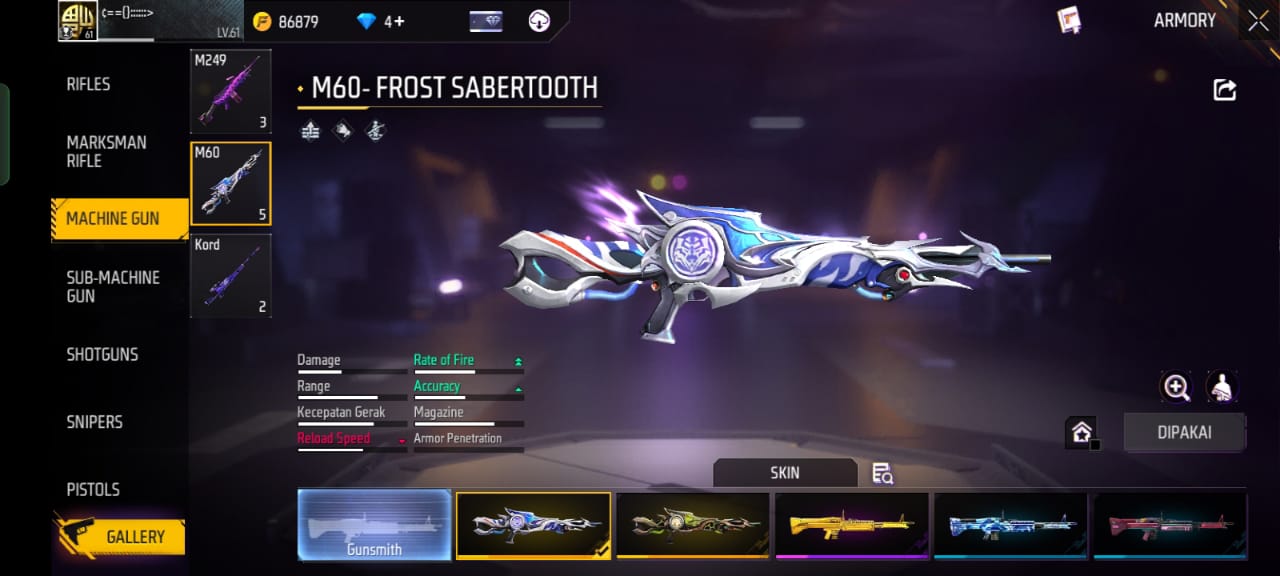 ¢==():::::>
61
LV.61
86879
4+
ARMORY
RIFLES
MARKSMAN
RIFLE
MACHINE GUN
SUB-MACHINE
GUN
SHOTGUNS
SNIPERS
PISTOLS
GALLERY
M249
3
M60
5
Kord
2
M60- FROST SABERTOOTH
Damage
Rate of Fire
Range
Accuracy
Kecepatan Gerak
Magazine
Reload Speed
Armor Penetration
DIPAKAI
SKIN
Gunsmith